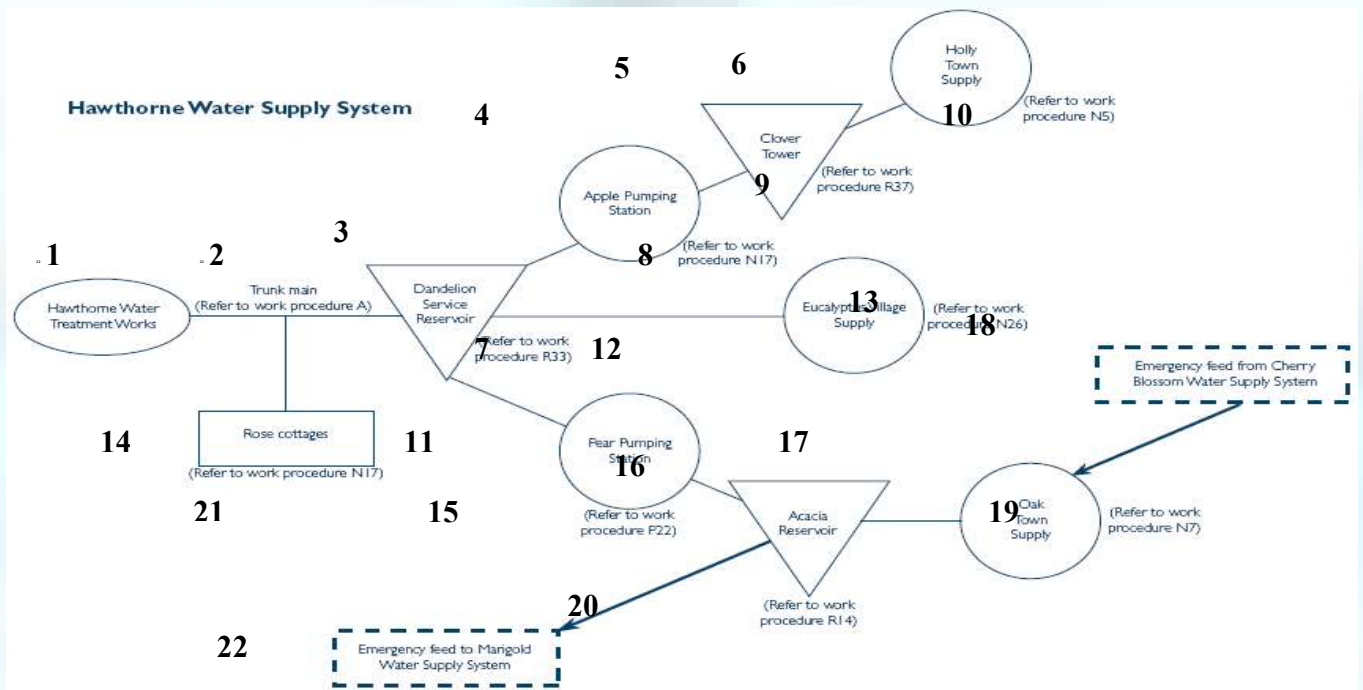 Holly
Town
Supply
5
6
Hawthorne Water Supply System
4
10
(Refer to work
procedure N5)
Clover
Tower
9
(Refer to work
procedure R37)
Apple Pumping
Station
3
8
(Refer to work
procedure N17)
1
2
Trunk main
(Refer to work procedure A)
Hawthorne Water
Treatment Works
Dandelion
Service
Reservoir
13
Eucalyptus Village
Supply
(Refer to work
procedure N26)
18
7
(Refer to work
procedure R33)
12
Emergency feed from Cherry
Blossom Water Supply System
14
Rose cottages
(Refer to work procedure N17)
11
Pear Pumping
Station
16
17
21
15
(Refer to work
procedure P22)
Acacia
Reservoir
19
Oak
Town
Supply
(Refer to work
procedure N7)
20
(Refer to work
procedure R14)
22
Emergency feed to Marigold
Water Supply System